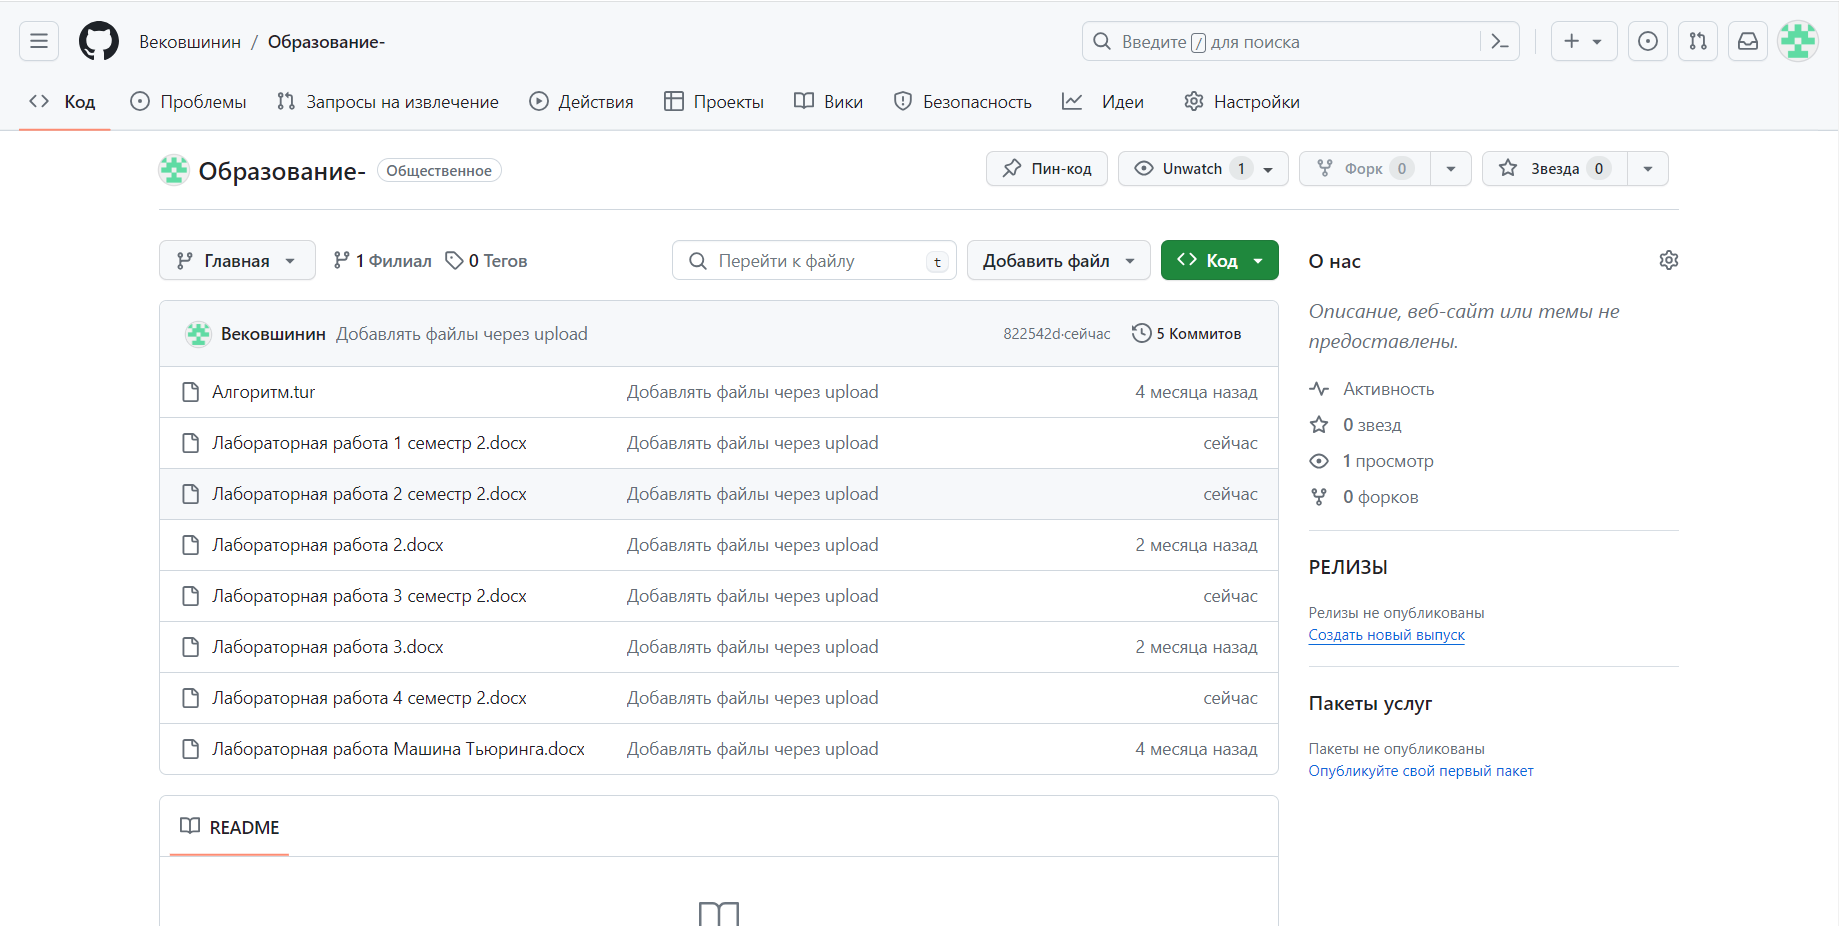 Вековшинин / Образование-
Введите / для поиска
Код Проблемы Запросы на извлечение Действия Проекты Вики Безопасность Идеи Настройки
Образование- Общественное
Пин-код Unwatch 1 Форк 0 Звезда 0
Главная 1 Филиал 0 Тегов
Перейти к файлу t Добавить файл Код
Вековшинин Добавлять файлы через upload 822542d·сейчас 5 Коммитов
Алгоритм.tur Добавлять файлы через upload 4 месяца назад
Лабораторная работа 1 семестр 2.docx Добавлять файлы через upload сейчас
Лабораторная работа 2 семестр 2.docx Добавлять файлы через upload сейчас
Лабораторная работа 2.docx Добавлять файлы через upload 2 месяца назад
Лабораторная работа 3 семестр 2.docx Добавлять файлы через upload сейчас
Лабораторная работа 3.docx Добавлять файлы через upload 2 месяца назад
Лабораторная работа 4 семестр 2.docx Добавлять файлы через upload сейчас
Лабораторная работа Машина Тьюринга.docx Добавлять файлы через upload 4 месяца назад
README
О нас
Описание, веб-сайт или темы не
предоставлены.
Активность
0 звезд
1 просмотр
0 форков
РЕЛИЗЫ
Релизы не опубликованы
Создать новый выпуск
Пакеты услуг
Пакеты не опубликованы
Опубликуйте свой первый пакет